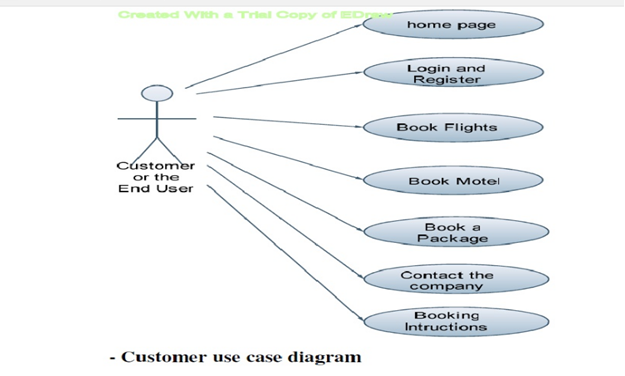 Created With a Trial Copy of EDraw
home page
Login and
Register
Book Flights
Customer
or the
End User
Book Motel
Book a
Package
Contact the
company
Booking
Intructions
- Customer use case diagram